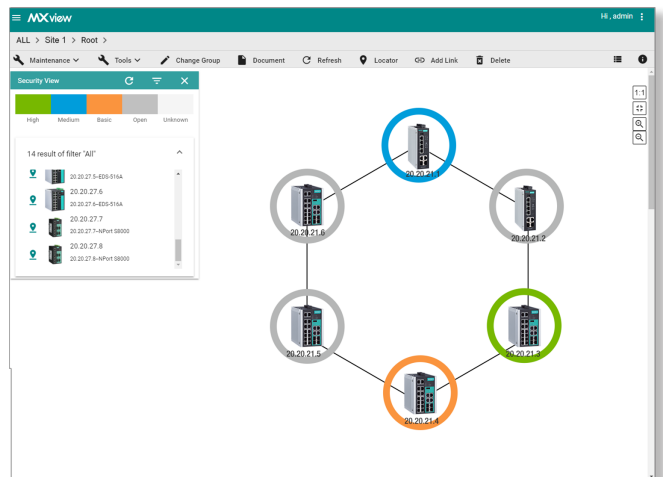 MXview
Hi , admin
ALL > Site 1 > Root >
Maintenance Tools Change Group Document Refresh Locator Add Link Delete
Security View
High Medium Basic Open Unknown
14 result of filter "All"
20.20.27.5-EDS-516A
20.20.27.6
20.20.27.6-EDS-516A
20.20.27.7
20.20.27.7-NPort S8000
20.20.27.8
20.20.27.8-NPort S8000
1:1
20.20.21.1
20.20.21.6
20.20.21.2
20.20.21.5
20.20.21.3
20.20.21.4